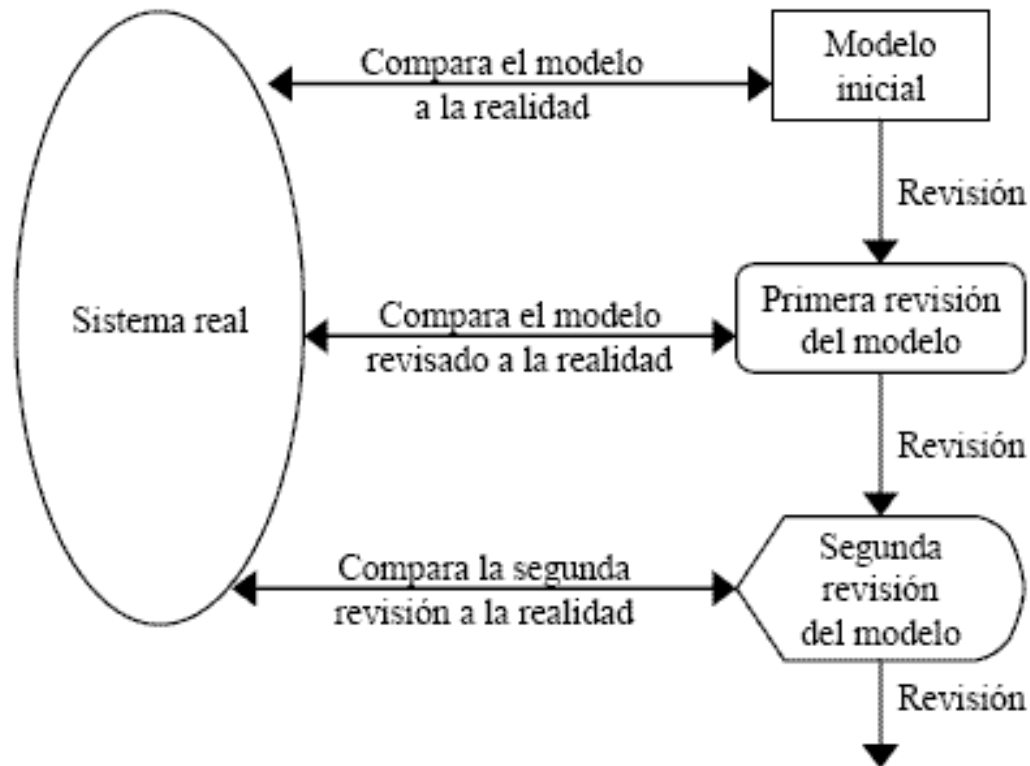 Compara el modelo
a la realidad
Modelo
inicial
Revisión
Sistema real
Compara el modelo
revisado a la realidad
Primera revisión
del modelo
Revisión
Compara la segunda
revisión a la realidad
Segunda
revisión
del modelo
Revisión